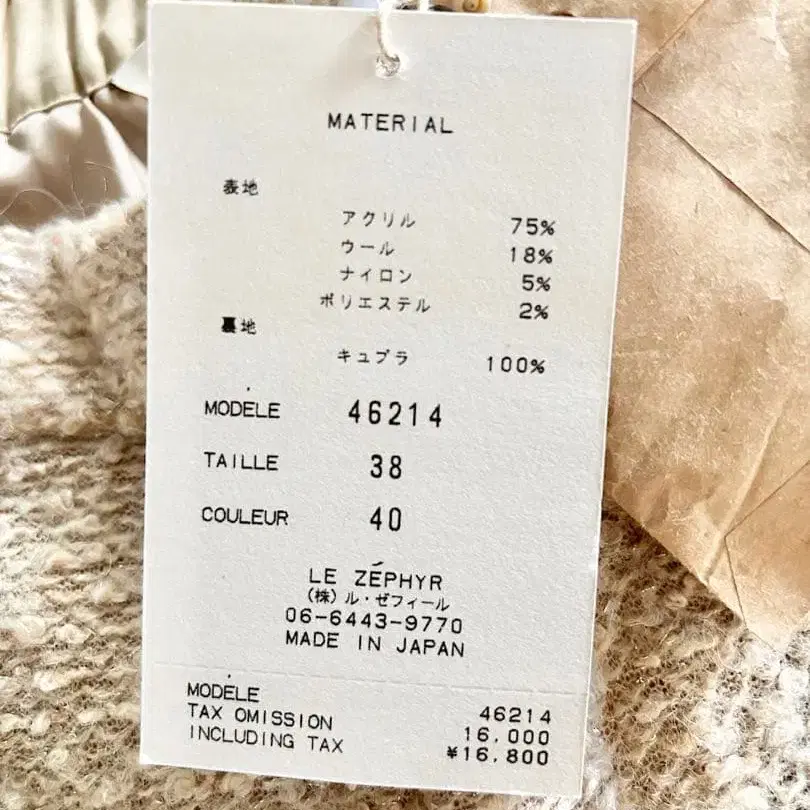 MATERIAL
表地
アクリル 75%
ウール 18%
ナイロン 5%
ポリエステル 2%
裏地
キュプラ 100%
MODÈLE 46214
TAILLE 38
COULEUR 40
LE ZÉPHYR
(株)ル・ゼフィール
06-6443-9770
MADE IN JAPAN
MODÈLE 46214
TAX OMISSION 16,000
INCLUDING TAX ¥16,800